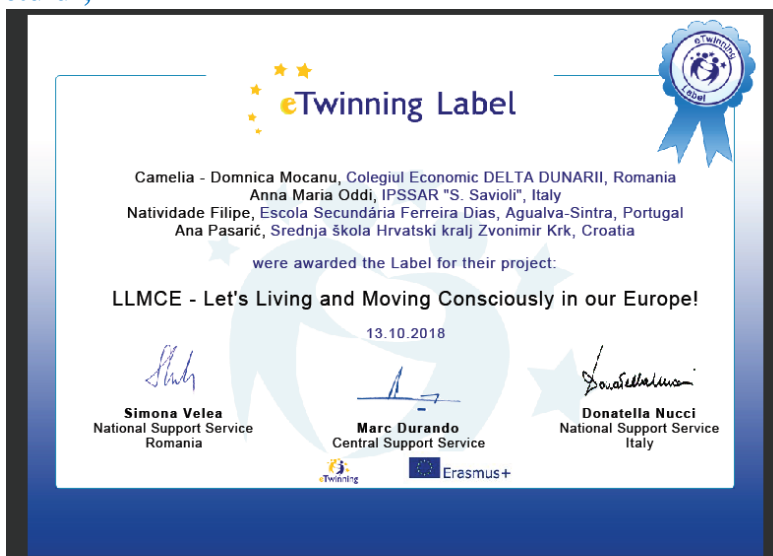 eTwinning
Label
eTwinning Label
Camelia - Domnica Mocanu, Colegiul Economic DELTA DUNARII, Romania
Anna Maria Oddi, IPSSAR "S. Savioli", Italy
Natividade Filipe, Escola Secundária Ferreira Dias, Agualva-Sintra, Portugal
Ana Pasarić, Srednja škola Hrvatski kralj Zvonimir Krk, Croatia
were awarded the Label for their project:
LLMCE - Let's Living and Moving Consciously in our Europe!
13.10.2018
Simona Velea
National Support Service
Romania
Marc Durando
Central Support Service
Donatella Nucci
National Support Service
Italy
eTwinning
Erasmus+